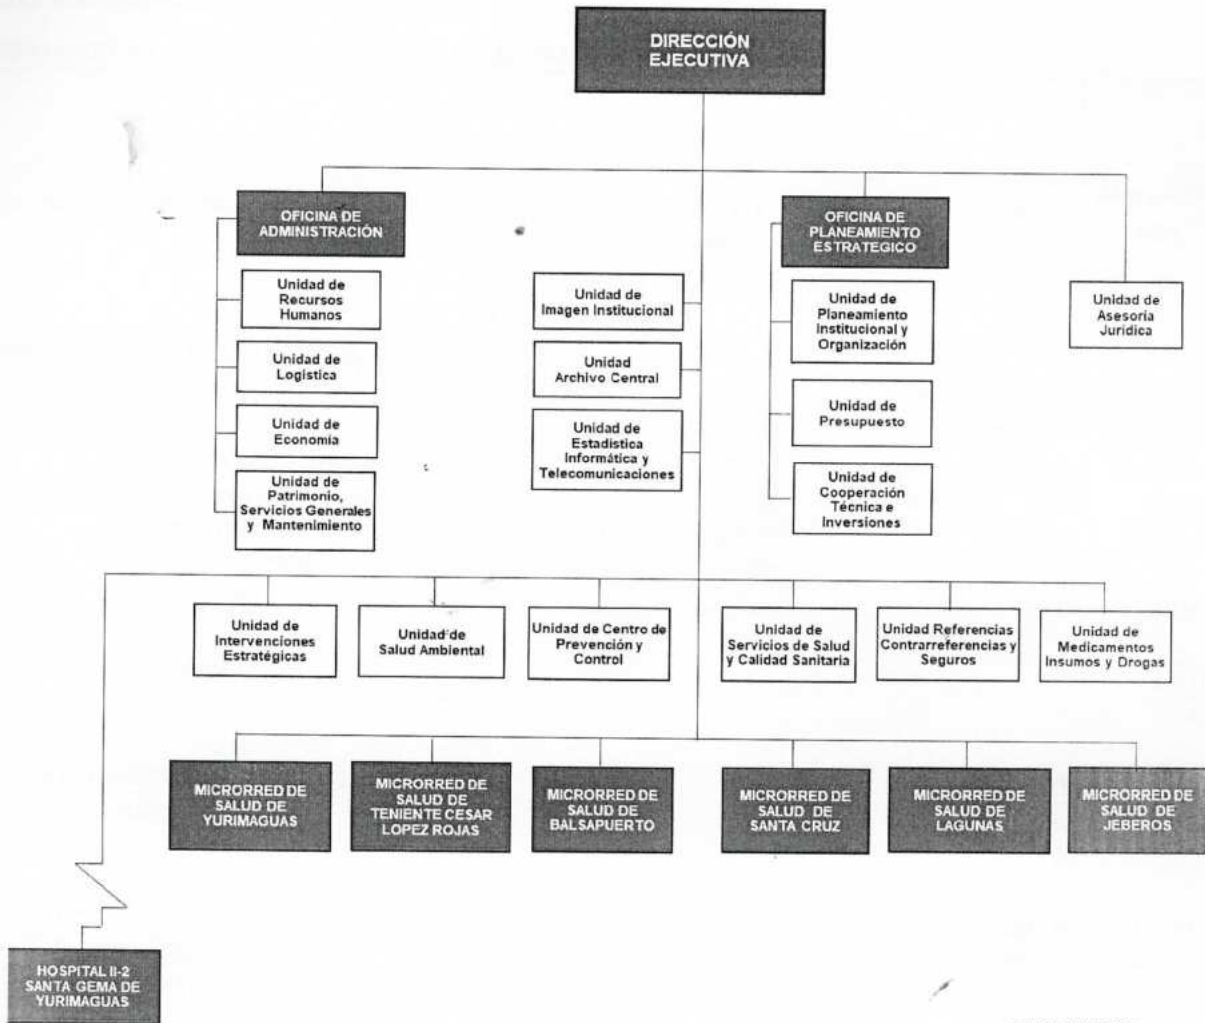 DIRECCIÓN
EJECUTIVA
OFICINA DE
ADMINISTRACIÓN
OFICINA DE
PLANEAMIENTO
ESTRATEGICO
Unidad de
Recursos
Humanos
Unidad de
Imagen Institucional
Unidad de
Planeamiento
Institucional y
Organización
Unidad de
Asesoría
Jurídica
Unidad de
Logística
Unidad
Archivo Central
Unidad de
Economía
Unidad de
Estadística
Informática y
Telecomunicaciones
Unidad de
Presupuesto
Unidad de
Patrimonio,
Servicios Generales
y Mantenimiento
Unidad de
Cooperación
Técnica e
Inversiones
Unidad de
Intervenciones
Estratégicas
Unidad de
Salud Ambiental
Unidad de Centro de
Prevención y
Control
Unidad de
Servicios de Salud
y Calidad Sanitaria
Unidad Referencias
Contrarreferencias y
Seguros
Unidad de
Medicamentos
Insumos y Drogas
MICRORRED DE
SALUD DE
YURIMAGUAS
MICRORRED DE
SALUD DE
TENIENTE CESAR
LOPEZ ROJAS
MICRORRED DE
SALUD DE
BALSAPUERTO
MICRORRED DE
SALUD DE
SANTA CRUZ
MICRORRED DE
SALUD DE
LAGUNAS
MICRORRED DE
SALUD DE
JEBEROS
HOSPITAL II-2
SANTA GEMA DE
YURIMAGUAS